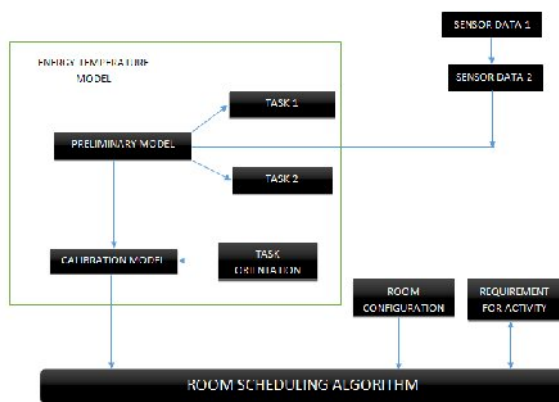 SENSOR DATA 1
SENSOR DATA 2
ENERGY TEMPERATURE
MODEL
TASK 1
PRELIMINARY MODEL
TASK 2
CALIBRATION MODEL
TASK
ORIENTATION
ROOM
CONFIGURATION
REQUIREMENT
FOR ACTIVITY
ROOM SCHEDULING ALGORITHM